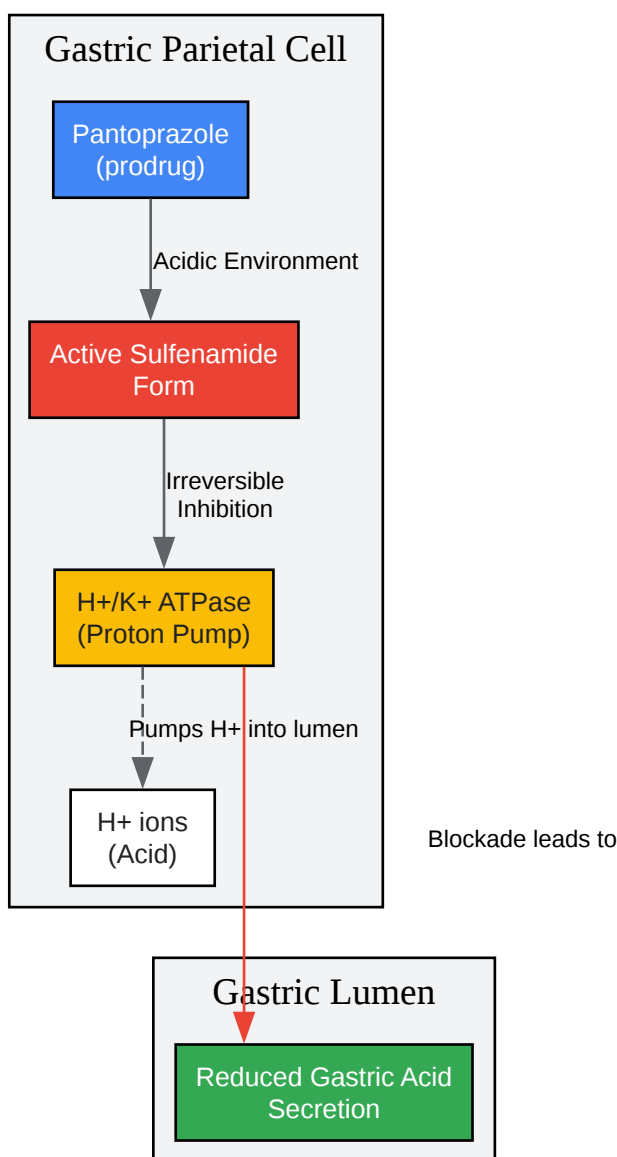 Gastric Parietal Cell
Pantoprazole
(prodrug)
Acidic Environment
Active Sulfenamide
Form
Irreversible
Inhibition
H+/K+ ATPase
(Proton Pump)
Pumps H+ into lumen
H+ ions
(Acid)
Blockade leads to
Gastric Lumen
Reduced Gastric Acid
Secretion